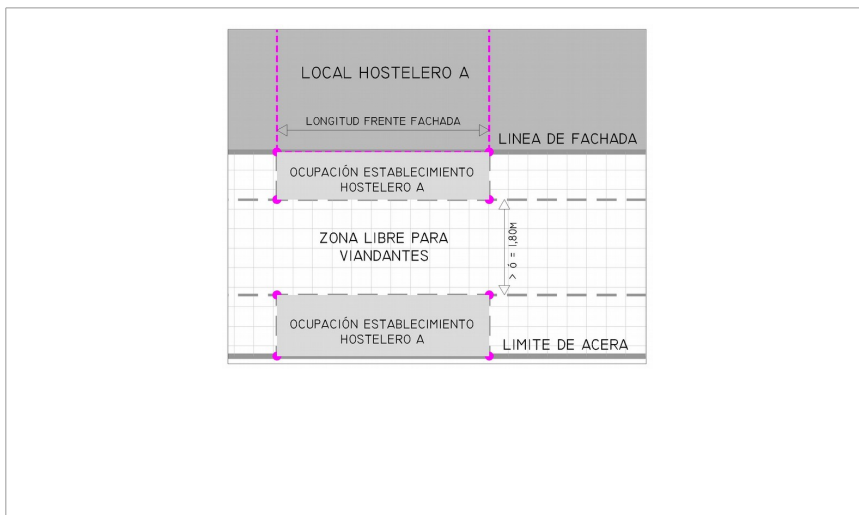 LOCAL HOSTELERO A
LONGITUD FRENTE FACHADA
LINEA DE FACHADA
OCUPACIÓN ESTABLECIMIENTO
HOSTELERO A
ZONA LIBRE PARA
VIANDANTES
> Ó = 1,80M
OCUPACIÓN ESTABLECIMIENTO
HOSTELERO A
LIMITE DE ACERA